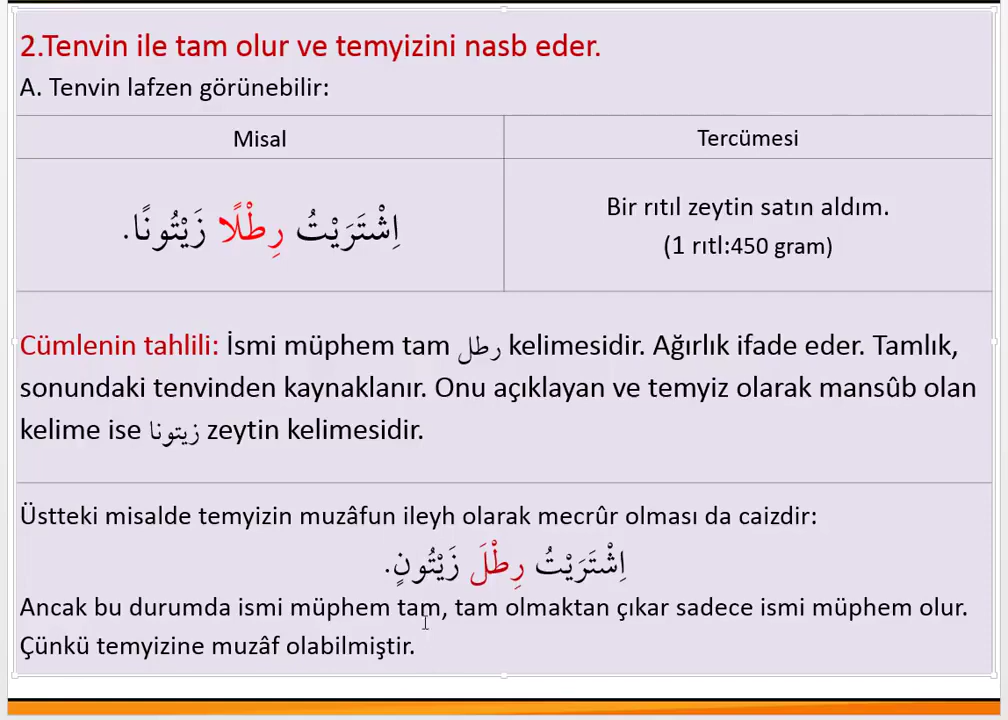 2.Tenvin ile tam olur ve temyizini nasb eder.
A. Tenvin lafzen görünebilir:
Misal
Tercümesi
اِشْتَرَيْتُ رِطْلًا زَيْتُونًا.
Bir rıtıl zeytin satın aldım.
(1 rıtl:450 gram)
Cümlenin tahlili: İsmi müphem tam رطل kelimesidir. Ağırlık ifade eder. Tamlık,
sonundaki tenvinden kaynaklanır. Onu açıklayan ve temyiz olarak mansûb olan
kelime ise زيتونا zeytin kelimesidir.
Üstteki misalde temyizin muzâfun ileyh olarak mecrûr olması da caizdir:
اِشْتَرَيْتُ رِطْلَ زَيْتُونٍ.
Ancak bu durumda ismi müphem tam, tam olmaktan çıkar sadece ismi müphem olur.
Çünkü temyizine muzâf olabilmiştir.